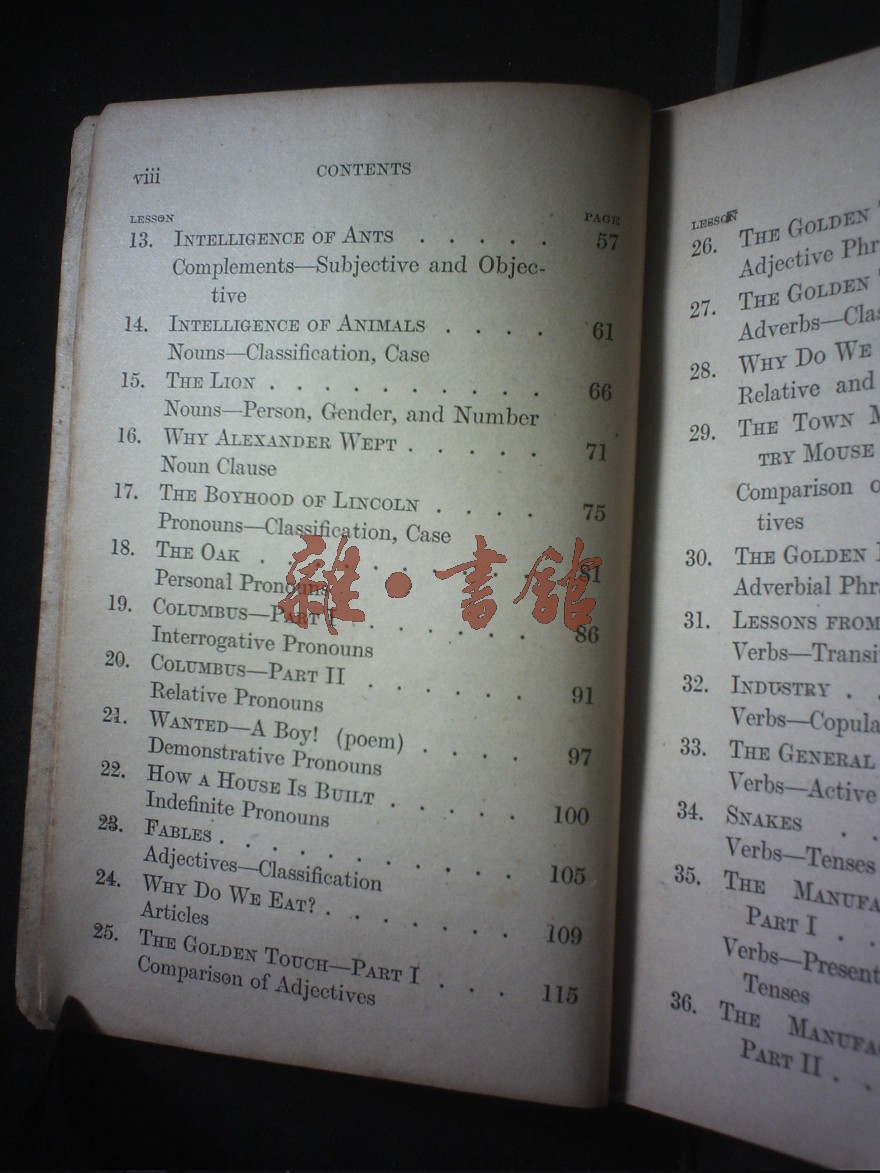 viii CONTENTS
LESSON PAGE
13. INTELLIGENCE OF ANTS . . . . . 57
Complements—Subjective and Objec-
tive
14. INTELLIGENCE OF ANIMALS . . . . 61
Nouns—Classification, Case
15. THE LION . . . . . . . . . . 66
Nouns—Person, Gender, and Number
16. WHY ALEXANDER WEPT . . . . . 71
Noun Clause
17. THE BOYHOOD OF LINCOLN . . . . 75
Pronouns—Classification, Case
18. THE OAK . . . . . . . . . . 81
Personal Pronouns
19. COLUMBUS—PART I . . . . . . 86
Interrogative Pronouns
20. COLUMBUS—PART II . . . . . . 91
Relative Pronouns
21. WANTED—A BOY! (poem) . . . . 97
Demonstrative Pronouns
22. HOW A HOUSE IS BUILT . . . . . 100
Indefinite Pronouns
23. FABLES . . . . . . . . . . . 105
Adjectives—Classification
24. WHY DO WE EAT? . . . . . . . 109
Articles
25. THE GOLDEN TOUCH—PART I . . . . 115
Comparison of Adjectives
雜·書館
LESSON
26. THE GOLDEN
Adjective Phr
27. THE GOLDEN
Adverbs—Clas
28. WHY DO WE
Relative and
29. THE TOWN M
TRY MOUSE
Comparison o
tives
30. THE GOLDEN
Adverbial Phr
31. LESSONS FROM
Verbs—Transi
32. INDUSTRY .
Verbs—Copula
33. THE GENERAL
Verbs—Active
34. SNAKES . .
Verbs—Tenses
35. THE MANUFA
PART I . .
Verbs—Present
Tenses
36. THE MANUFA
PART II . .